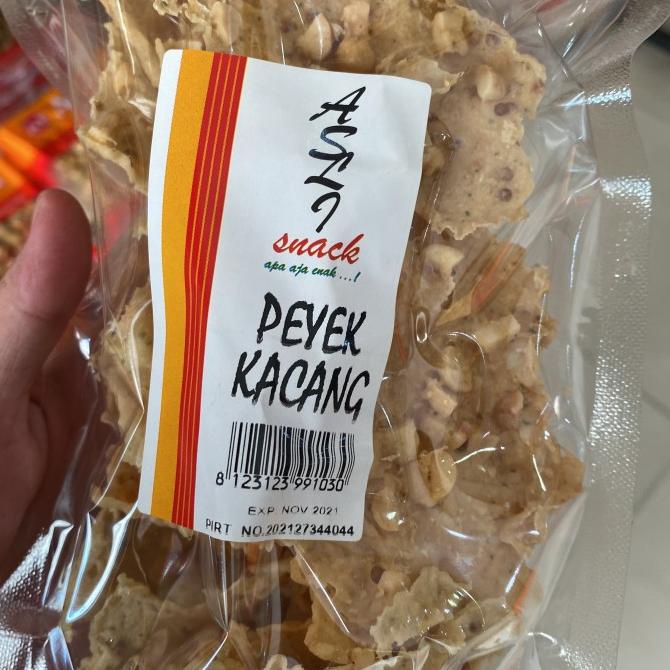 ASLI
snack
apa aja enak ...!
PEYEK
KACANG
8 123123 991030
EXP. NOV 2021
PIRT NO.202127344044